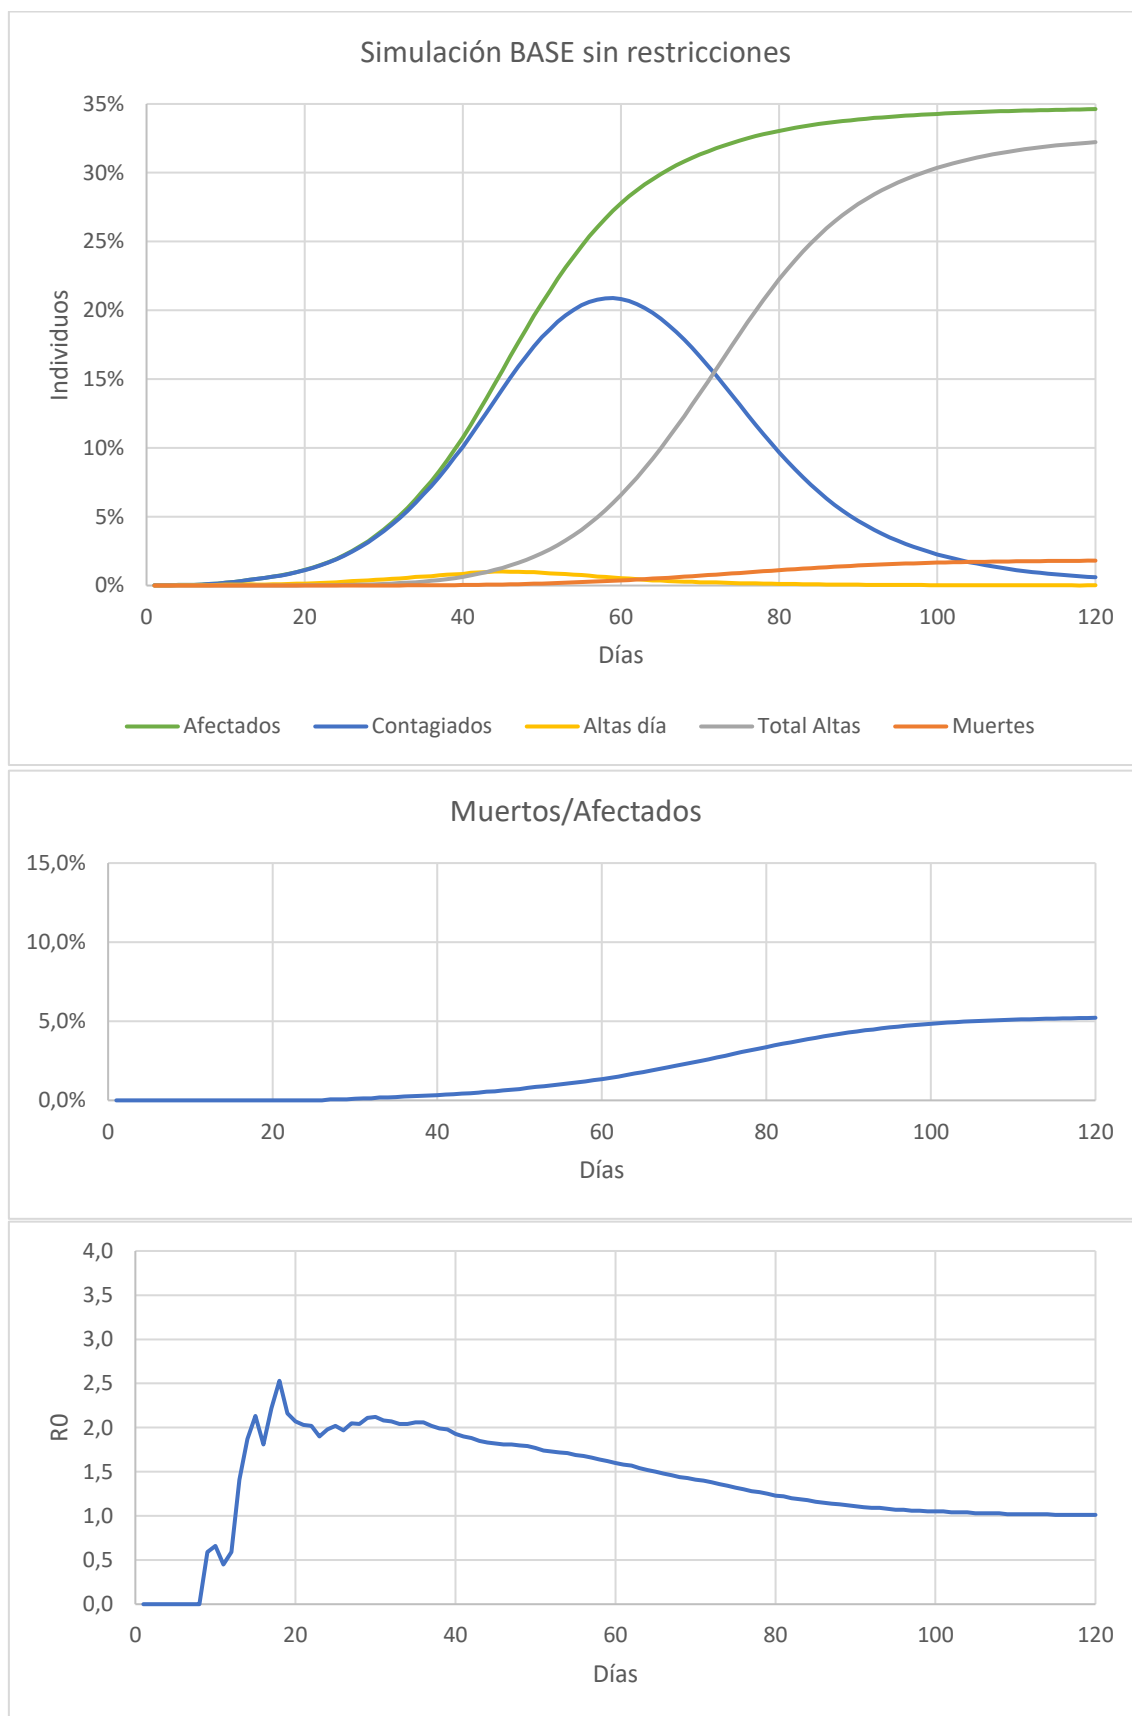 Simulación BASE sin restricciones
35%
30%
25%
20%
15%
10%
5%
0%
Individuos
0 20 40 60 80 100 120
Días
Afectados Contagiados Altas día Total Altas Muertes
Muertos/Afectados
15,0%
10,0%
5,0%
0,0%
0 20 40 60 80 100 120
Días
4,0
3,5
3,0
2,5
2,0
1,5
1,0
0,5
0,0
R0
0 20 40 60 80 100 120
Días